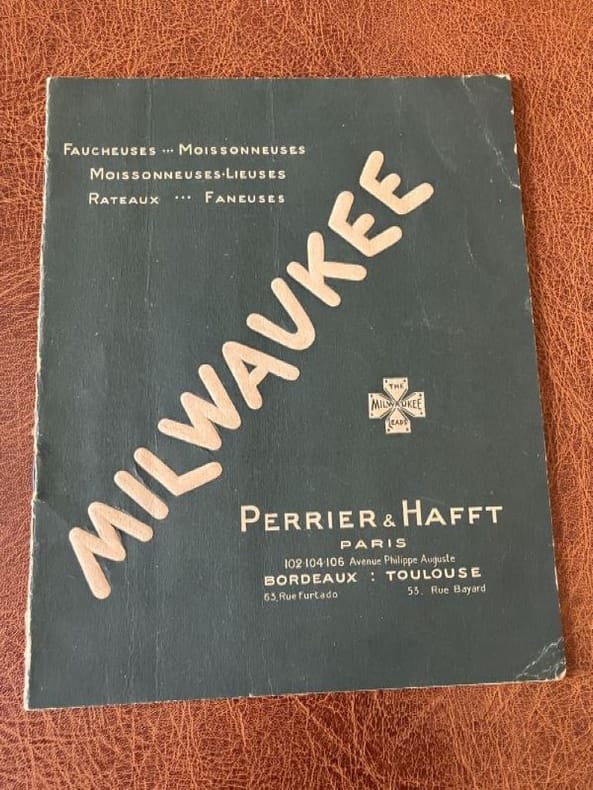 FAUCHEUSES ··· MOISSONNEUSES
MOISSONNEUSES-LIEUSES
RATEAUX ··· FANEUSES
MILWAUKEE
THE
MILWAUKEE
LEADS
PERRIER & HAFFT
PARIS
102·104·106 Avenue Philippe Auguste
BORDEAUX : TOULOUSE
63, Rue Furtado 53. Rue Bayard